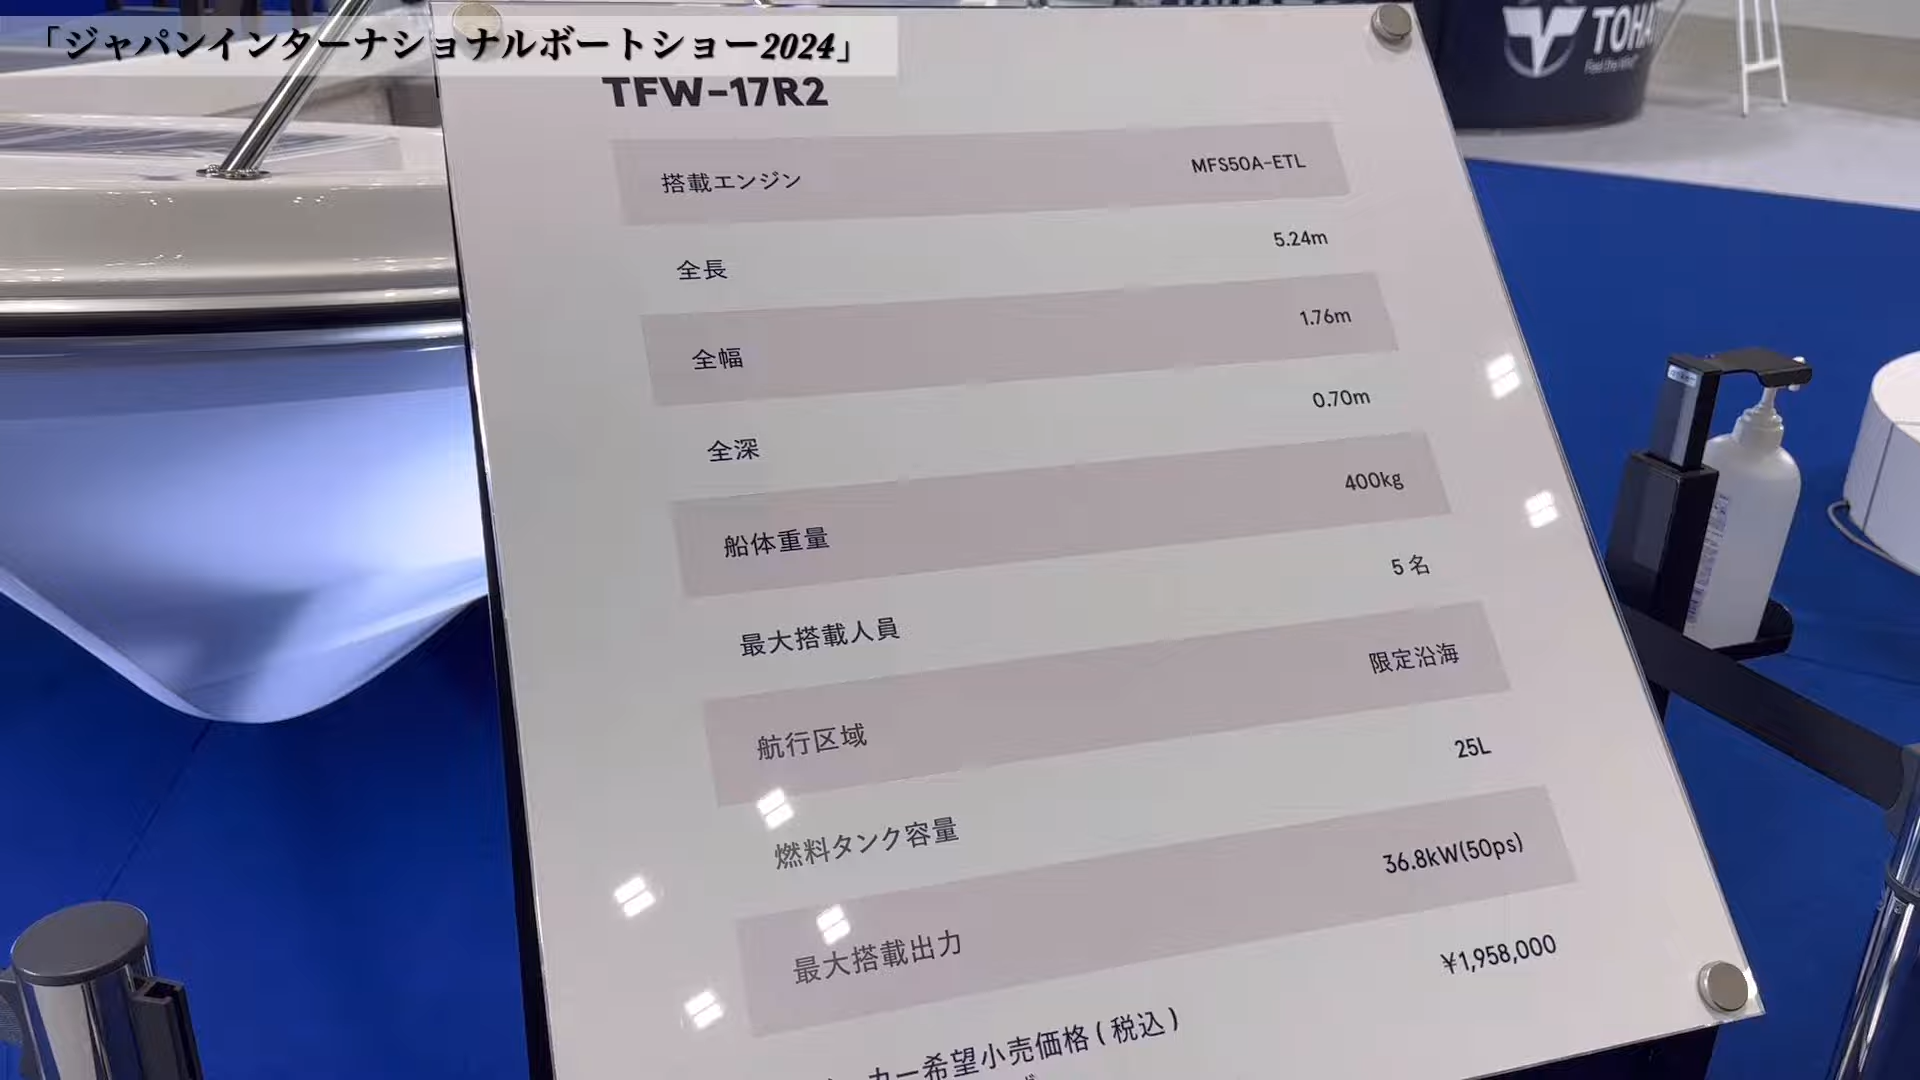 「ジャパンインターナショナルボートショー2024」
TFW-17R2
搭載エンジン MFS50A-ETL
全長 5.24m
全幅 1.76m
全深 0.70m
船体重量 400kg
最大搭載人員 5名
航行区域 限定沿海
燃料タンク容量 25L
最大搭載出力 36.8kW(50ps)
カー希望小売価格(税込) ¥1,958,000
TOHA